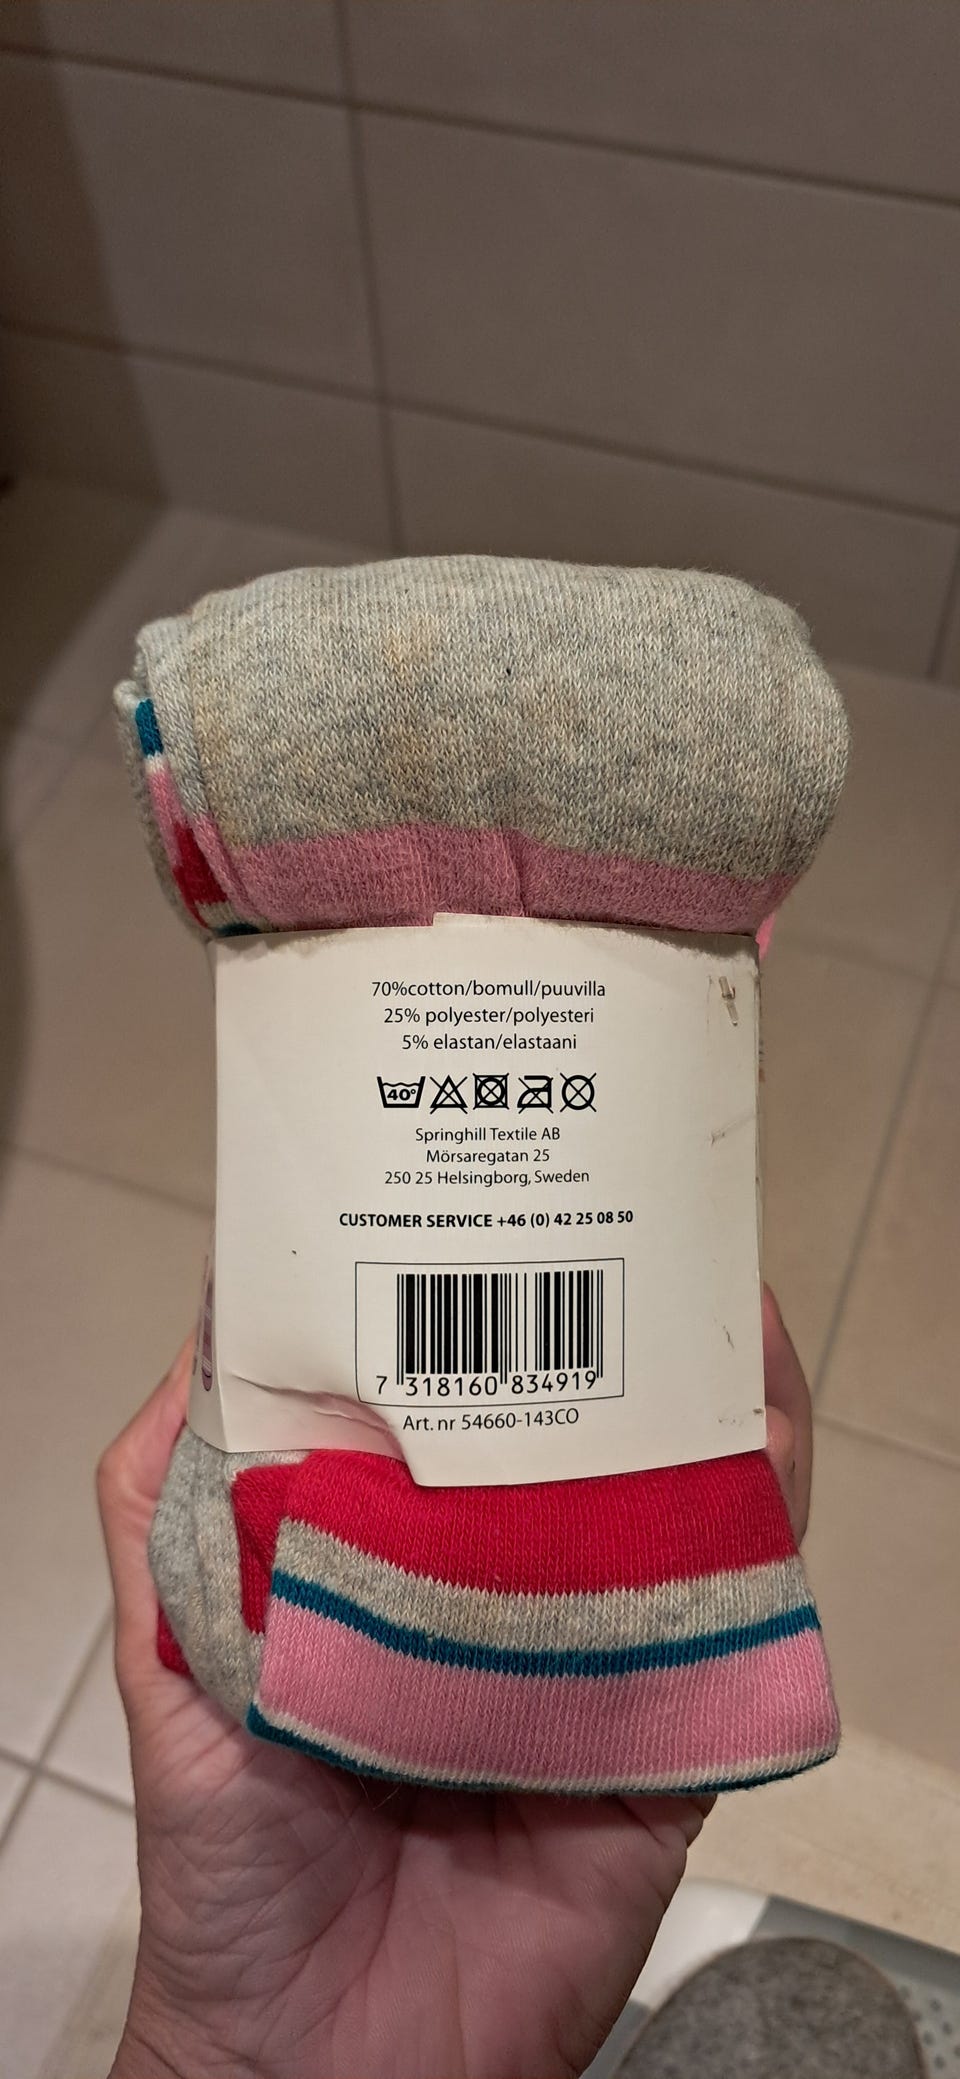 70%cotton/bomull/puuvilla
25% polyester/polyesteri
5% elastan/elastaani
40°
Springhill Textile AB
Mörsaregatan 25
250 25 Helsingborg, Sweden
CUSTOMER SERVICE +46 (0) 42 25 08 50
7 318160 834919
Art. nr 54660-143CO